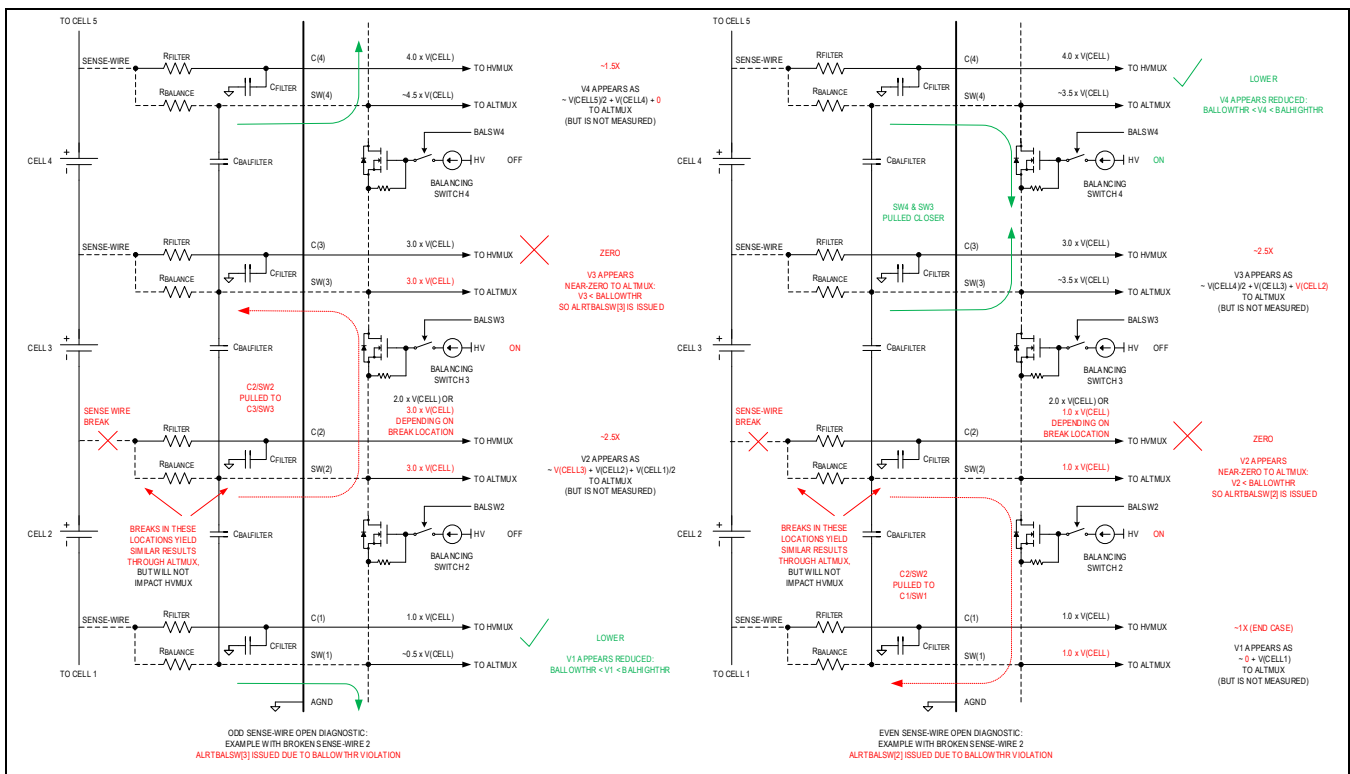 TO CELL 5
SENSE-WIRE
RFILTER
C(4)
4.0 x V(CELL)
TO HVMUX
CFILTER
RBALANCE
SW(4)
~4.5 x V(CELL)
TO ALTMUX
~1.5X
V4 APPEARS AS
~ V(CELL5)/2 + V(CELL4) + 0
TO ALTMUX
(BUT IS NOT MEASURED)
CELL 4
+
-
CBALFILTER
BALSW4
HV
OFF
BALANCING
SWITCH 4
SENSE-WIRE
RFILTER
C(3)
3.0 x V(CELL)
TO HVMUX
CFILTER
RBALANCE
SW(3)
3.0 x V(CELL)
TO ALTMUX
ZERO
V3 APPEARS
NEAR-ZERO TO ALTMUX:
V3 < BALLOWTHR
SO ALRTBALSW[3] IS ISSUED
CELL 3
+
-
CBALFILTER
BALSW3
HV
ON
BALANCING
SWITCH 3
C2/SW2
PULLED TO
C3/SW3
2.0 x V(CELL) OR
3.0 x V(CELL)
DEPENDING ON
BREAK LOCATION
SENSE WIRE
BREAK
RFILTER
C(2)
TO HVMUX
CFILTER
RBALANCE
SW(2)
3.0 x V(CELL)
TO ALTMUX
~2.5X
V2 APPEARS AS
~ V(CELL3) + V(CELL2) + V(CELL1)/2
TO ALTMUX
(BUT IS NOT MEASURED)
BREAKS IN THESE
LOCATIONS YIELD
SIMILAR RESULTS
THROUGH ALTMUX,
BUT WILL NOT
IMPACT HVMUX
CELL 2
+
-
CBALFILTER
BALSW2
HV
OFF
BALANCING
SWITCH 2
SENSE-WIRE
RFILTER
C(1)
1.0 x V(CELL)
TO HVMUX
CFILTER
RBALANCE
SW(1)
~0.5 x V(CELL)
TO ALTMUX
LOWER
V1 APPEARS REDUCED:
BALLOWTHR < V1 < BALHIGHTHR
TO CELL 1
AGND
ODD SENSE-WIRE OPEN DIAGNOSTIC:
EXAMPLE WITH BROKEN SENSE-WIRE 2
ALRTBALSW[3] ISSUED DUE TO BALLOWTHR VIOLATION
TO CELL 5
SENSE-WIRE
RFILTER
C(4)
4.0 x V(CELL)
TO HVMUX
CFILTER
RBALANCE
SW(4)
~3.5 x V(CELL)
TO ALTMUX
LOWER
V4 APPEARS REDUCED:
BALLOWTHR < V4 < BALHIGHTHR
CELL 4
+
-
CBALFILTER
BALSW4
HV
ON
BALANCING
SWITCH 4
SW4 & SW3
PULLED CLOSER
SENSE-WIRE
RFILTER
C(3)
3.0 x V(CELL)
TO HVMUX
CFILTER
RBALANCE
SW(3)
~3.5 x V(CELL)
TO ALTMUX
~2.5X
V3 APPEARS AS
~ V(CELL4)/2 + V(CELL3) + V(CELL2)
TO ALTMUX
(BUT IS NOT MEASURED)
CELL 3
+
-
CBALFILTER
BALSW3
HV
OFF
BALANCING
SWITCH 3
2.0 x V(CELL) OR
1.0 x V(CELL)
DEPENDING ON
BREAK LOCATION
SENSE-WIRE
BREAK
RFILTER
C(2)
TO HVMUX
CFILTER
RBALANCE
SW(2)
1.0 x V(CELL)
TO ALTMUX
ZERO
V2 APPEARS
NEAR-ZERO TO ALTMUX:
V2 < BALLOWTHR
SO ALRTBALSW[2] IS ISSUED
BREAKS IN THESE
LOCATIONS YIELD
SIMILAR RESULTS
THROUGH ALTMUX,
BUT WILL NOT
IMPACT HVMUX
CELL 2
+
-
CBALFILTER
BALSW2
HV
ON
BALANCING
SWITCH 2
C2/SW2
PULLED TO
C1/SW1
SENSE-WIRE
RFILTER
C(1)
1.0 x V(CELL)
TO HVMUX
CFILTER
RBALANCE
SW(1)
1.0 x V(CELL)
TO ALTMUX
~1X (END CASE)
V1 APPEARS AS
~ 0 + V(CELL1)
TO ALTMUX
(BUT IS NOT MEASURED)
TO CELL 1
AGND
EVEN SENSE-WIRE OPEN DIAGNOSTIC:
EXAMPLE WITH BROKEN SENSE-WIRE 2
ALRTBALSW[2] ISSUED DUE TO BALLOWTHR VIOLATION